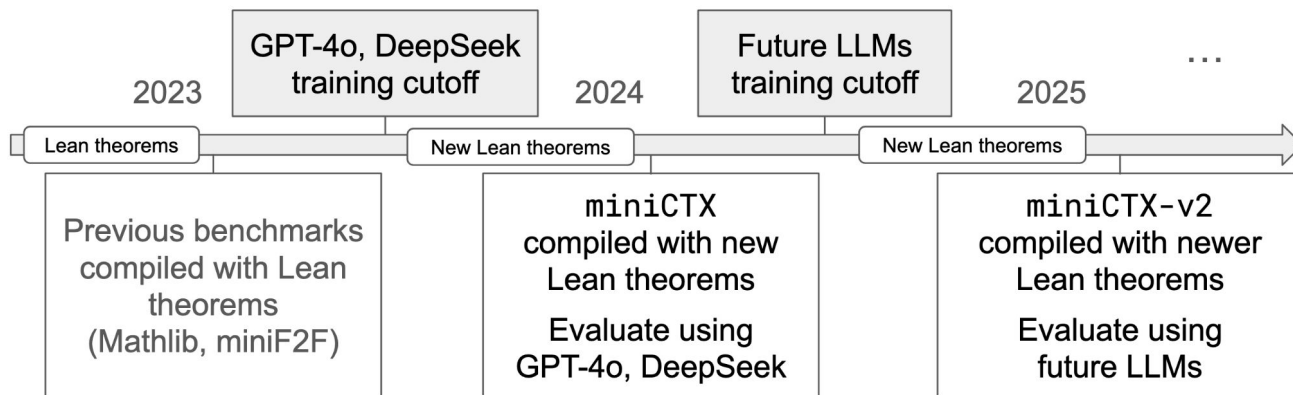 GPT-4o, DeepSeek
training cutoff
Future LLMs
training cutoff
...
2023
2024
2025
Lean theorems
New Lean theorems
New Lean theorems
Previous benchmarks
compiled with Lean
theorems
(Mathlib, miniF2F)
miniCTX
compiled with new
Lean theorems
Evaluate using
GPT-4o, DeepSeek
miniCTX-v2
compiled with newer
Lean theorems
Evaluate using
future LLMs